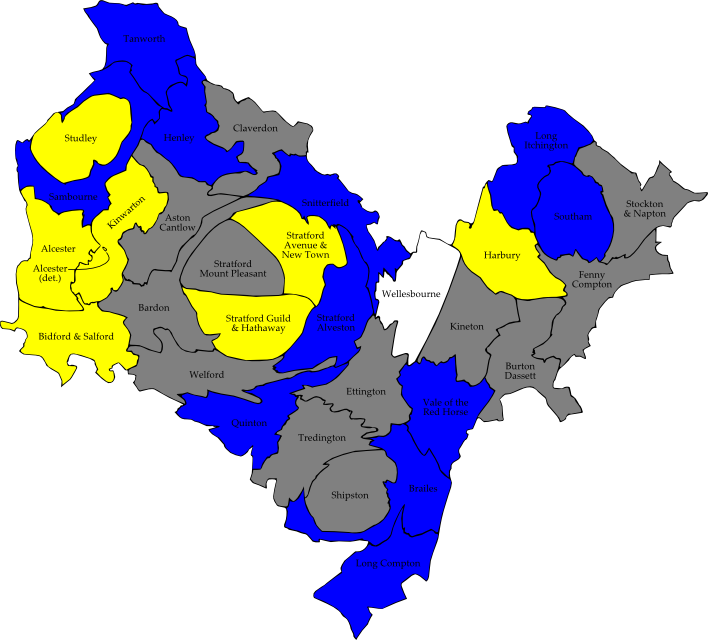 Tanworth
Claverdon
Studley
Henley
Long
Itchington
Sambourne
Kinwarton
Snitterfield
Stockton
& Napton
Aston
Cantlow
Southam
Stratford
Avenue &
New Town
Alcester
Harbury
Alcester
(det.)
Stratford
Mount Pleasant
Fenny
Compton
Wellesbourne
Bardon
Stratford Guild
& Hathaway
Stratford
Alveston
Kineton
Bidford & Salford
Burton
Dassett
Welford
Ettington
Vale of the
Red Horse
Quinton
Tredington
Brailes
Shipston
Long Compton